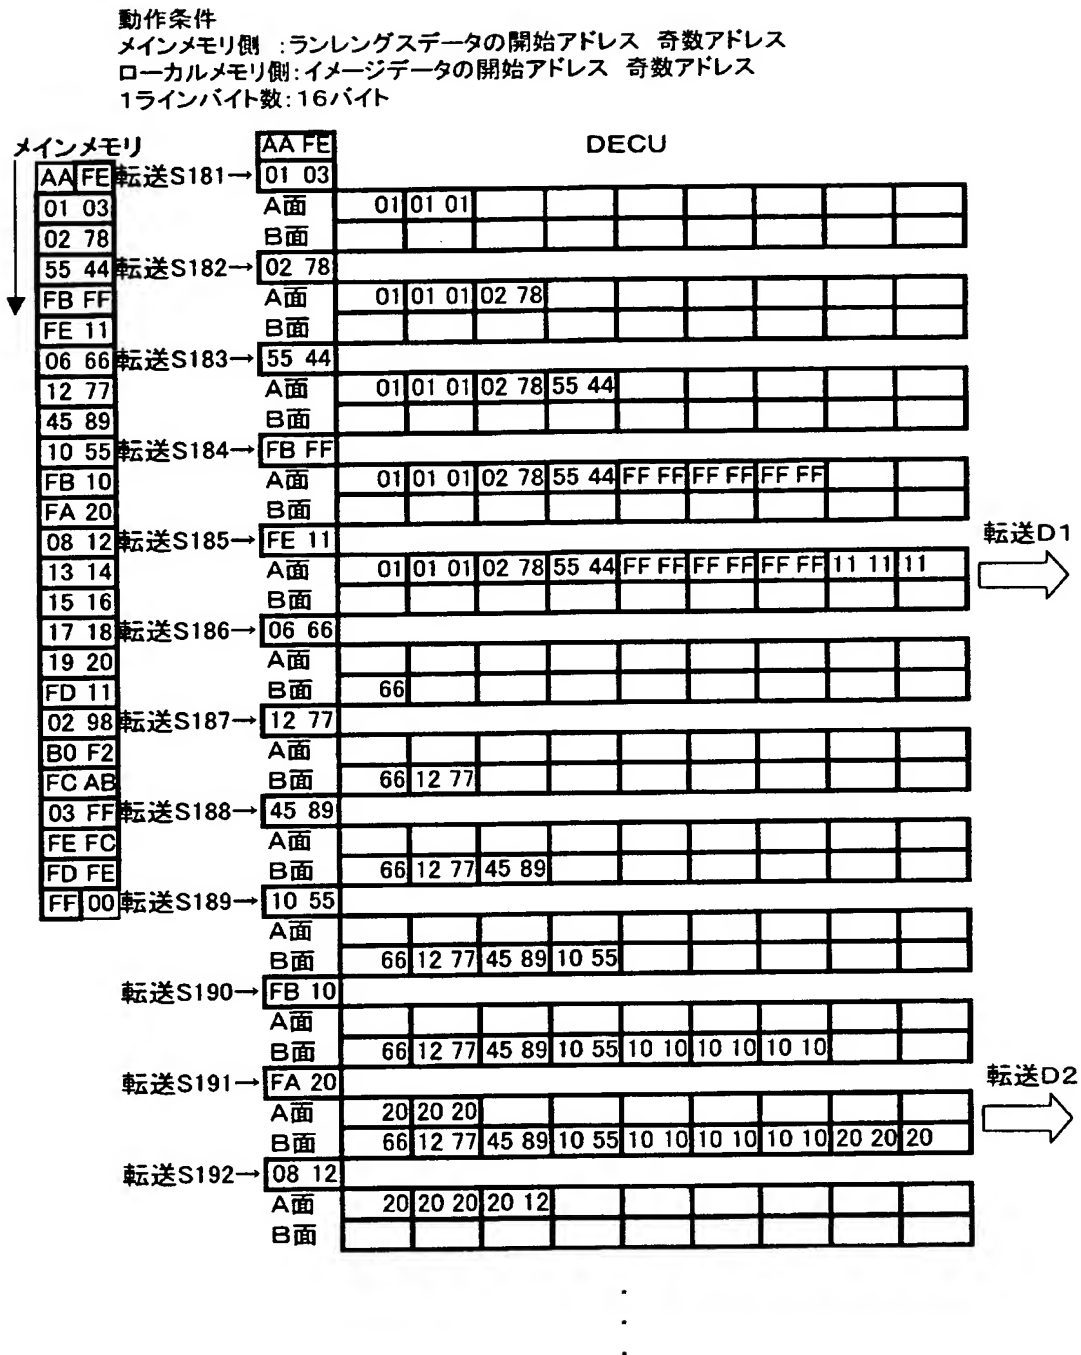 動作条件
メインメモリ側 :ランレングスデータの開始アドレス 奇数アドレス
ローカルメモリ側:イメージデータの開始アドレス 奇数アドレス
1ラインバイト数:16バイト
メインメモリ
AA FE
01 03
02 78
55 44
FB FF
FE 11
06 66
12 77
45 89
10 55
FB 10
FA 20
08 12
13 14
15 16
17 18
19 20
FD 11
02 98
B0 F2
FC AB
03 FF
FE FC
FD FE
FF 00
DECU
AA FE
転送S181→ 01 03
A面 01 01 01
B面
転送S182→ 02 78
A面 01 01 01 02 78
B面
転送S183→ 55 44
A面 01 01 01 02 78 55 44
B面
転送S184→ FB FF
A面 01 01 01 02 78 55 44 FF FF FF FF FF FF
B面
転送S185→ FE 11
A面 01 01 01 02 78 55 44 FF FF FF FF FF FF 11 11 11
B面
転送D1
転送S186→ 06 66
A面
B面 66
転送S187→ 12 77
A面
B面 66 12 77
転送S188→ 45 89
A面
B面 66 12 77 45 89
転送S189→ 10 55
A面
B面 66 12 77 45 89 10 55
転送S190→ FB 10
A面
B面 66 12 77 45 89 10 55 10 10 10 10 10 10
転送S191→ FA 20
A面 20 20 20
B面 66 12 77 45 89 10 55 10 10 10 10 10 10 20 20 20
転送D2
転送S192→ 08 12
A面 20 20 20 20 12
B面